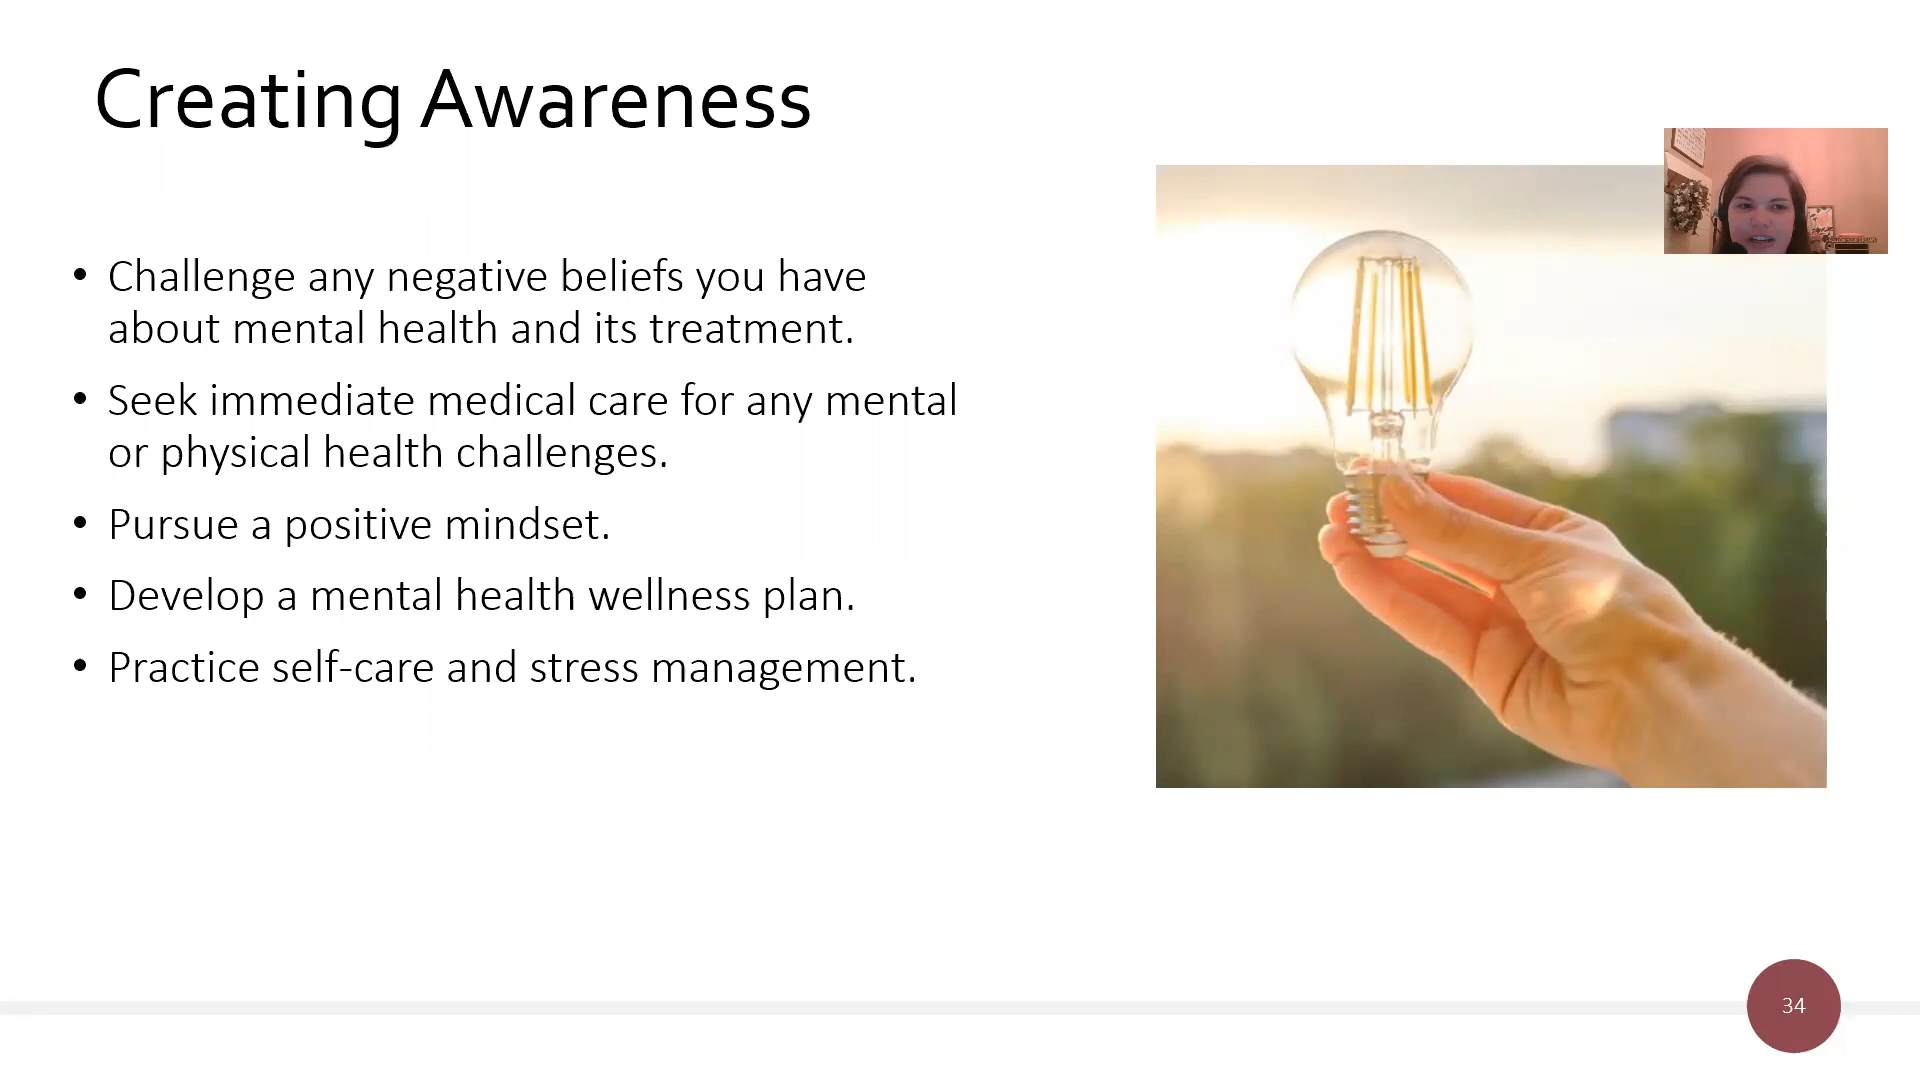 Creating Awareness
• Challenge any negative beliefs you have
about mental health and its treatment.
• Seek immediate medical care for any mental
or physical health challenges.
• Pursue a positive mindset.
• Develop a mental health wellness plan.
• Practice self-care and stress management.
34